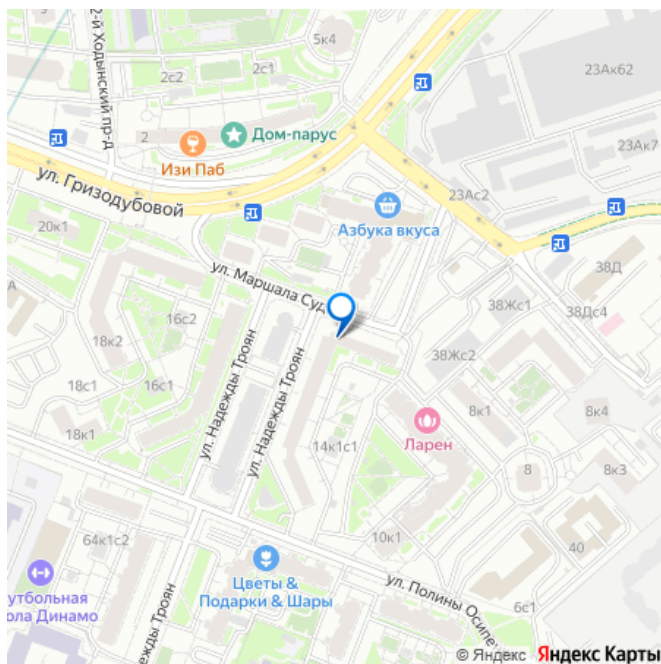 2-й Ходынский пр-д
5к4
2с2
2с1
23Ак62
2
Дом-парус
Изи Паб
23Ак7
ул. Гризодубовой
23Ас2
20к1
Азбука вкуса
38Д
ул. Маршала Суд
38Жс1
38Дс4
16с2
18к2
38Жс2
ул. Надежды Троян
ул. Надежды Троян
18с1
16с1
8к1
8к4
Ларен
18к1
14к1с1
8
8к3
64к1с2
10к1
40
Цветы &
Подарки & Шары
утбольная
ола Динамо
ул. Полины Осипе
6с1
дежды Троян
© Яндекс Яндекс Карты